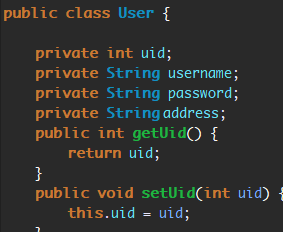 public class User {
private int uid;
private String username;
private String password;
private String address;
public int getUid() {
return uid;
}
public void setUid(int uid) {
this.uid = uid;
}